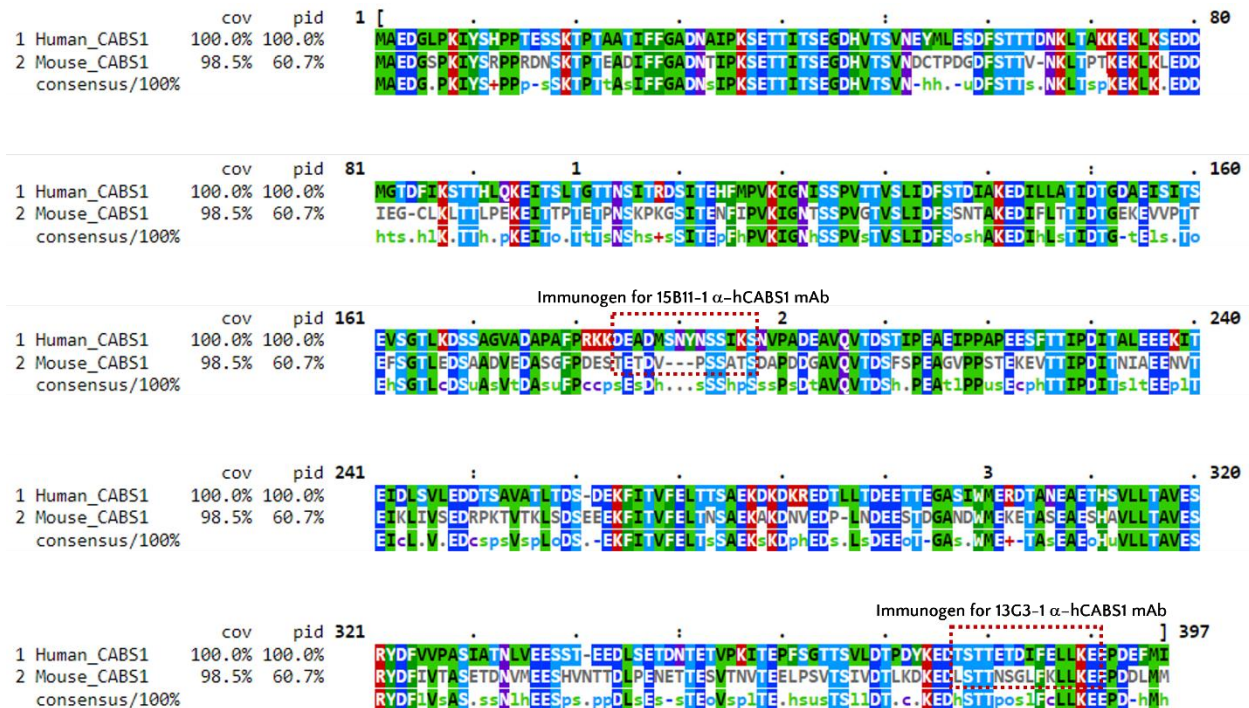 cov pid 1 [ . . . . : . . . 80
1 Human_CABS1 100.0% 100.0% MAEDGLPKIYSHPPTESSKTPTAATIFFGADNAIPKSETTITSEGDHVTSVNEYMLESDFSTTTDNKLTAKKEKLKSEDD
2 Mouse_CABS1 98.5% 60.7% MAEDGSPKIYSRPPRDNSKTPTEADIFFGADNTIPKSETTITSEGDHVTSVNDCTPDGDFSTTV-NKLTPTKEKLKLEDD
consensus/100% MAEDG.PKIYS+PPp-sSKTPTtAsIFFGADNsIPKSETTITSEGDHVTSVN-hh.-uDFSTTs.NKLTspKEKLK.EDD
cov pid 81 . 1 . . . . : . 160
1 Human_CABS1 100.0% 100.0% MGTDFIKSTTHLQKEITSLTGTTNSITRDSITEHFMPVKIGNISSPVTTVSLIDFSTDIAKEDILLATIDTGDAEISITS
2 Mouse_CABS1 98.5% 60.7% IEG-CLKLTTLPEKEITTPTETPNSKPKGSITENFIPVKIGNTSSPVGTVSLIDFSSNTAKEDIFLTTIDTGEKEVVPTT
consensus/100% hts.hlK.TTh.pKEITo.TtTsNShs+sSITEpFhPVKIGNhSSPVsTVSLIDFSoshAKEDIhLsTIDTG-tEls.To
Immunogen for 15B11-1 α-hCABS1 mAb
cov pid 161 . . . 2 . . . . 240
1 Human_CABS1 100.0% 100.0% EVSGTLKDSSAGVADAPAFPRKKDEADMSNYNSSIKSNVPADEAVQVTDSTIPEAEIPPAPEESFTTIPDITALEEEKIT
2 Mouse_CABS1 98.5% 60.7% EFSGTLEDSAADVEDASGFPDESTETDV---PSSATSDAPDDGAVQVTDSFSPEAGVPPSTEKEVTTIPDITNIAEENVT
consensus/100% EhSGTLcDSuAsVtDAsuFPccpsEsDh...sSShpSssPsDtAVQVTDSh.PEAtlPPusEcphTTIPDITsltEEplT
cov pid 241 : . . . . . 3 . 320
1 Human_CABS1 100.0% 100.0% EIDLSVLEDDTSAVATLTDS-DEKFITVFELTTSAEKDKDKREDTLLTDEETTEGASIWMERDTANEAETHSVLLTAVES
2 Mouse_CABS1 98.5% 60.7% EIKLIVSEDRPKTVTKLSDSEEEKFITVFELTNSAEKAKDNVEDP-LNDEESTDGANDWMEKETASEAESHAVLLTAVES
consensus/100% EIcL.V.EDcspsVspLoDS.-EKFITVFELTsSAEKsKDphEDs.LsDEEoT-GAs.WME+-TAsEAEoHuVLLTAVES
Immunogen for 13G3-1 α-hCABS1 mAb
cov pid 321 . . : . . . . ] 397
1 Human_CABS1 100.0% 100.0% RYDFVVPASIATNLVEESST-EEDLSETDNTETVPKITEPFSGTTSVLDTPDYKEDTSTTETDIFELLKEEPDEFMI
2 Mouse_CABS1 98.5% 60.7% RYDFIVTASETDNVMEESHVNTTDLPENETTESVTNVTEELPSVTSIVDTLKDKEDLSTTNSGLFKLLKEEPDDLMM
consensus/100% RYDFlVsAS.ssNlhEESps.ppDLsEs-sTEoVsplTE.hsusTSllDT.c.KEDhSTTposlFcLLKEEPD-hMh